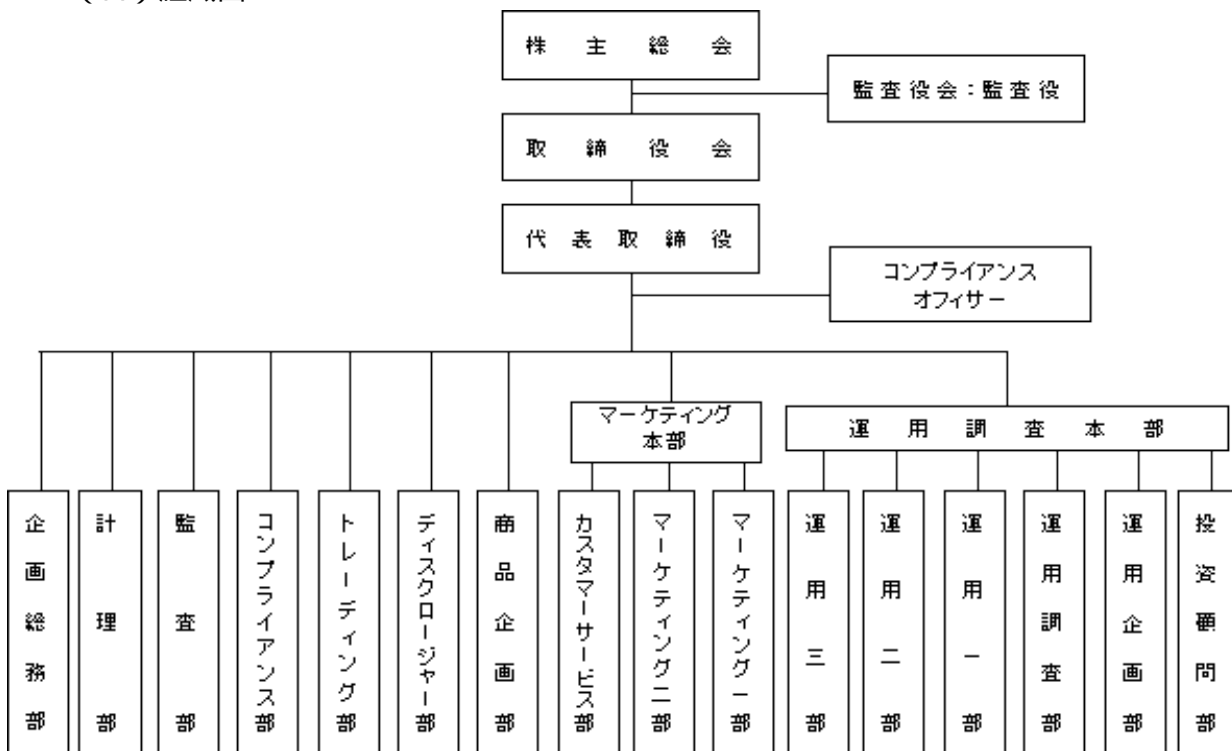 株主総会
監査役会：監査役
取締役会
代表取締役
コンプライアンス
オフィサー
マーケティング
本部
運用調査本部
企画総務部
計理部
監査部
コンプライアンス部
トレーディング部
ディスクロージャー部
商品企画部
カスタマーサービス部
マーケティング二部
マーケティング一部
運用三部
運用二部
運用一部
運用調査部
運用企画部
投資顧問部